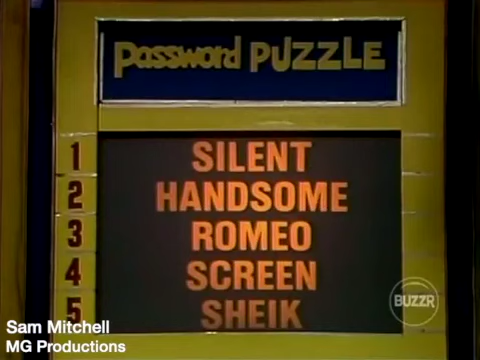 password PUZZLE
1 SILENT
2 HANDSOME
3 ROMEO
4 SCREEN
5 SHEIK
BUZZR
Sam Mitchell
MG Productions